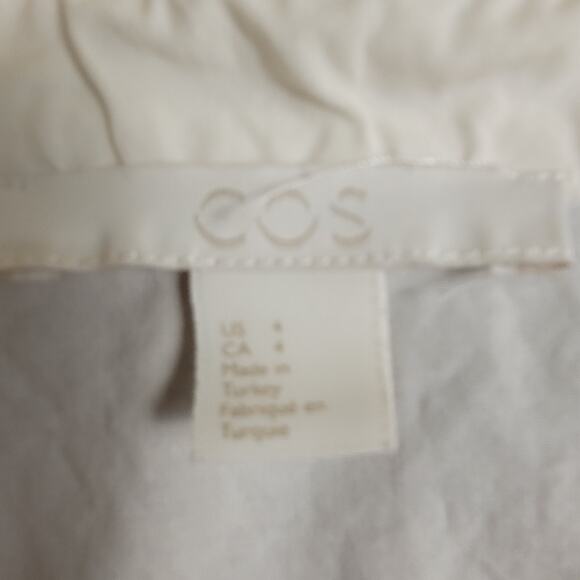 COS
US 4
CA 4
Made in
Turkey
Fabriqué en
Turquie